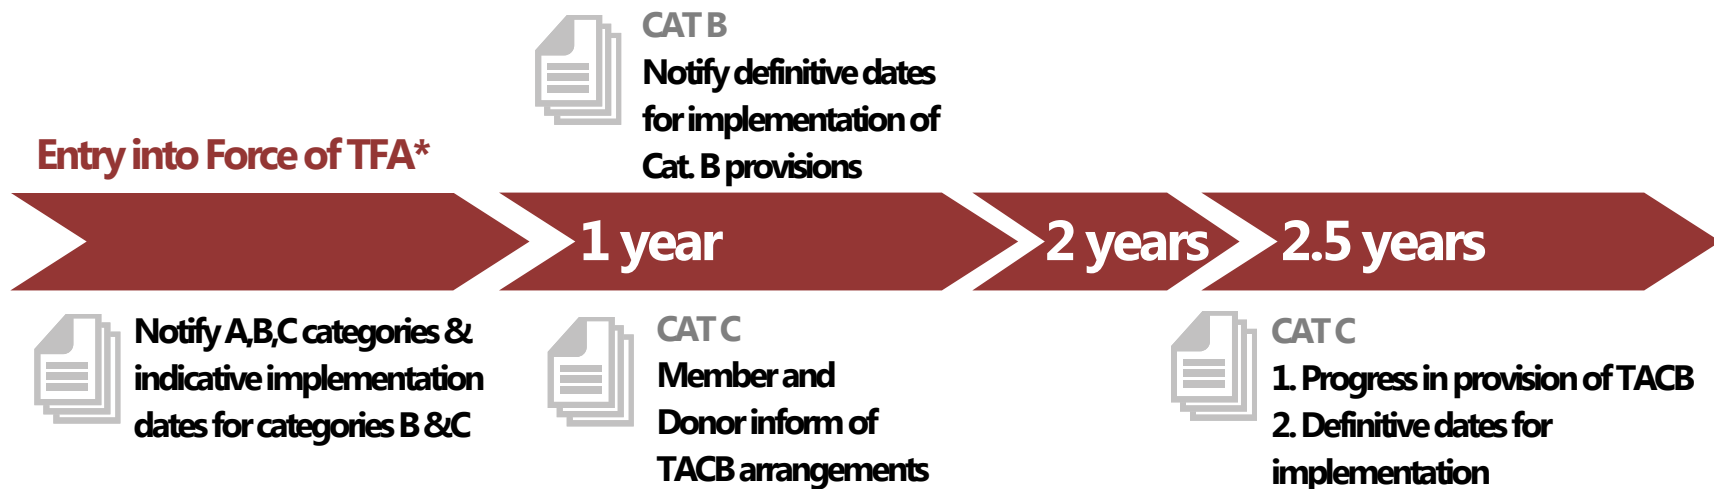 CAT B
Notify definitive dates
for implementation of
Cat. B provisions
Entry into Force of TFA*
1 year
2 years
2.5 years
Notify A,B,C categories &
indicative implementation
dates for categories B &C
CAT C
Member and
Donor inform of
TACB arrangements
CAT C
1. Progress in provision of TACB
2. Definitive dates for
implementation